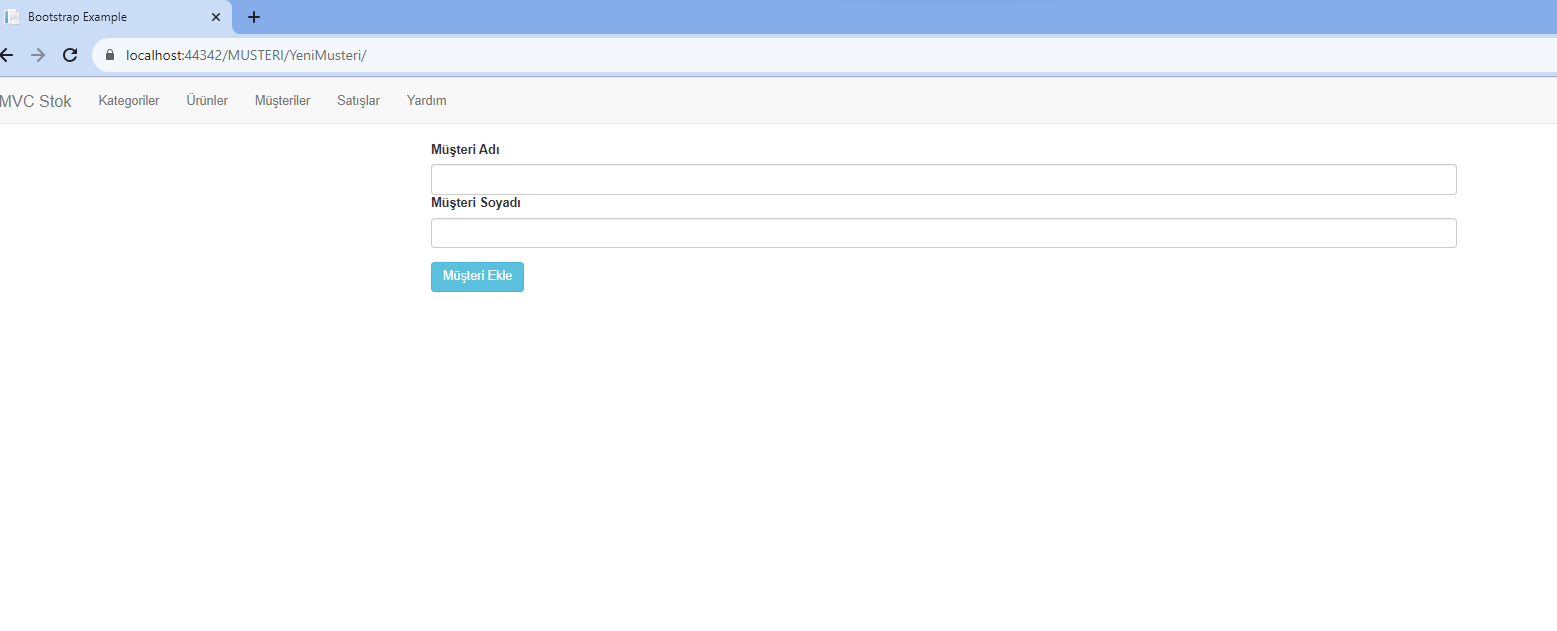 Bootstrap Example
localhost:44342/MUSTERI/YeniMusteri/
MVC Stok Kategoriler Ürünler Müşteriler Satışlar Yardım
Müşteri Adı
Müşteri Soyadı
Müşteri Ekle